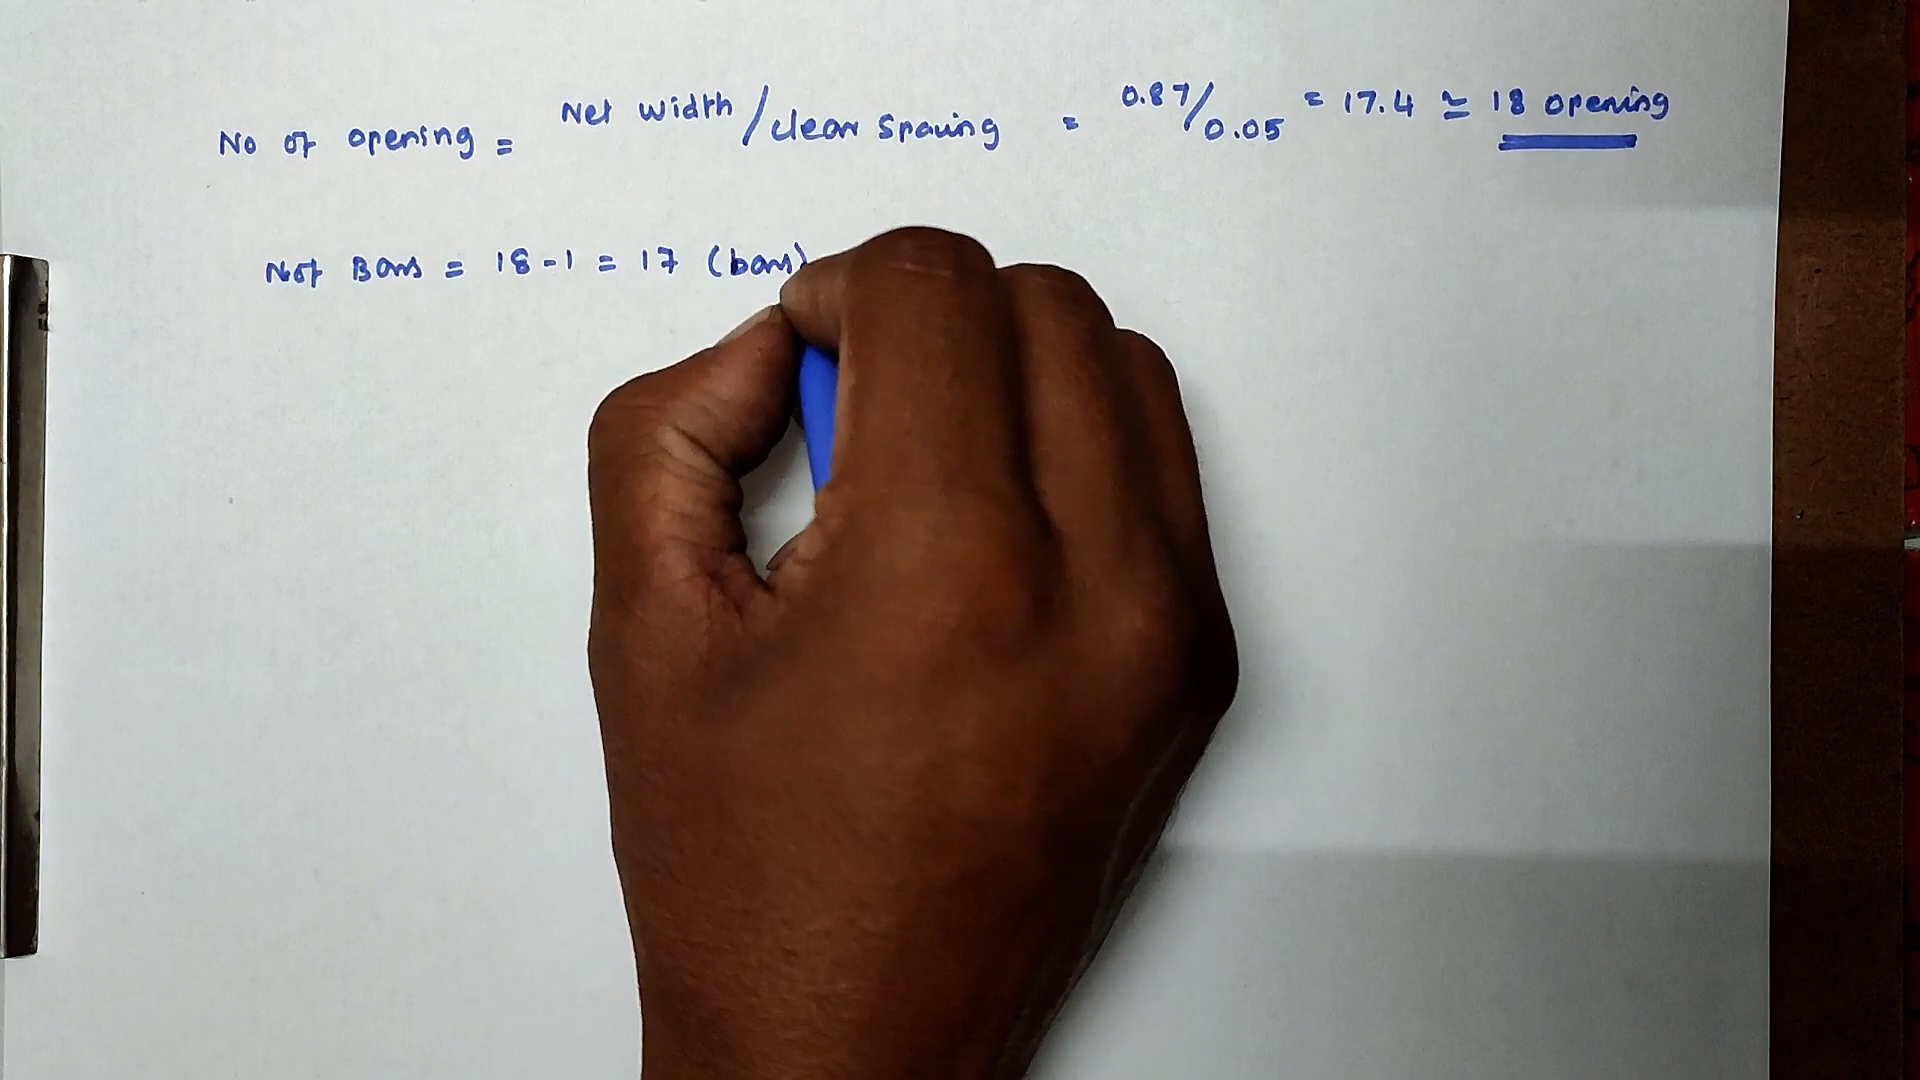 No of opening = Net width / clear spacing = 0.87/0.05 = 17.4 ≃ 18 opening
No of Bars = 18 - 1 = 17 (bars)